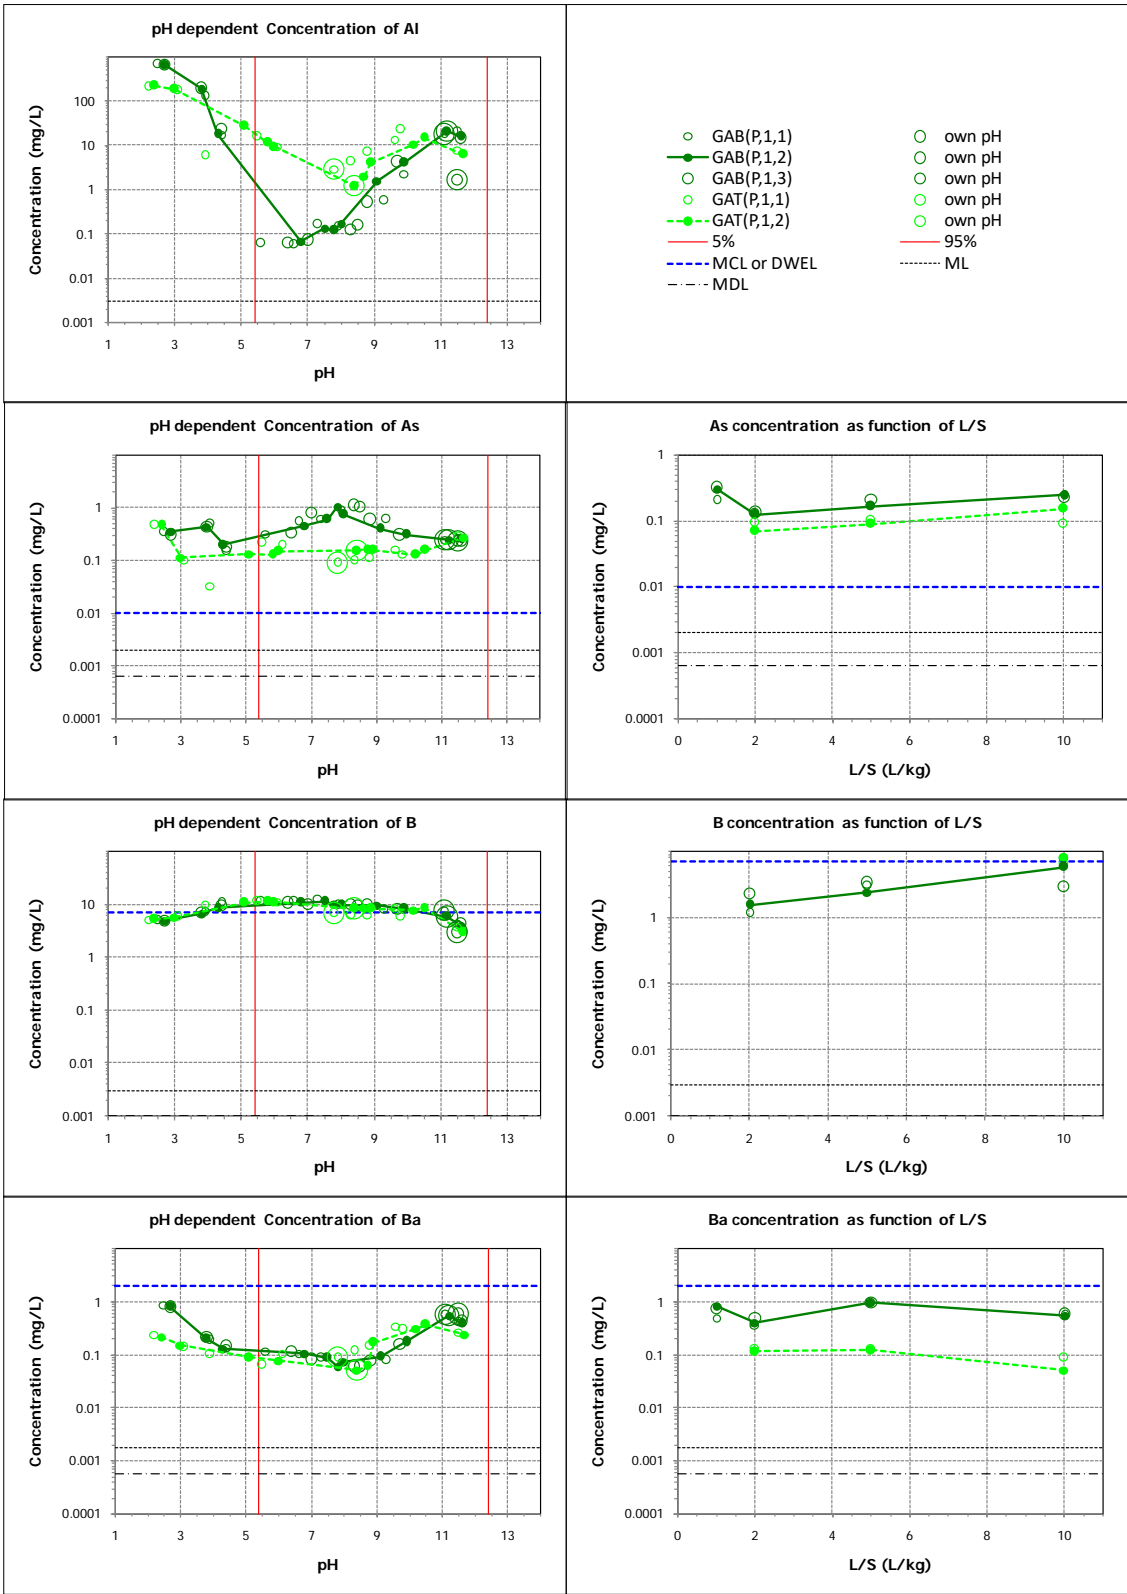 pH dependent Concentration of Al
Concentration (mg/L)
100
10
1
0.1
0.01
0.001
1 3 5 7 9 11 13
pH
GAB(P,1,1) own pH
GAB(P,1,2) own pH
GAB(P,1,3) own pH
GAT(P,1,1) own pH
GAT(P,1,2) own pH
5% 95%
MCL or DWEL ML
MDL
pH dependent Concentration of As
Concentration (mg/L)
1
0.1
0.01
0.001
0.0001
1 3 5 7 9 11 13
pH
As concentration as function of L/S
Concentration (mg/L)
1
0.1
0.01
0.001
0.0001
0 2 4 6 8 10
L/S (L/kg)
pH dependent Concentration of B
Concentration (mg/L)
10
1
0.1
0.01
0.001
1 3 5 7 9 11 13
pH
B concentration as function of L/S
Concentration (mg/L)
1
0.1
0.01
0.001
0 2 4 6 8 10
L/S (L/kg)
pH dependent Concentration of Ba
Concentration (mg/L)
1
0.1
0.01
0.001
0.0001
1 3 5 7 9 11 13
pH
Ba concentration as function of L/S
Concentration (mg/L)
1
0.1
0.01
0.001
0.0001
0 2 4 6 8 10
L/S (L/kg)